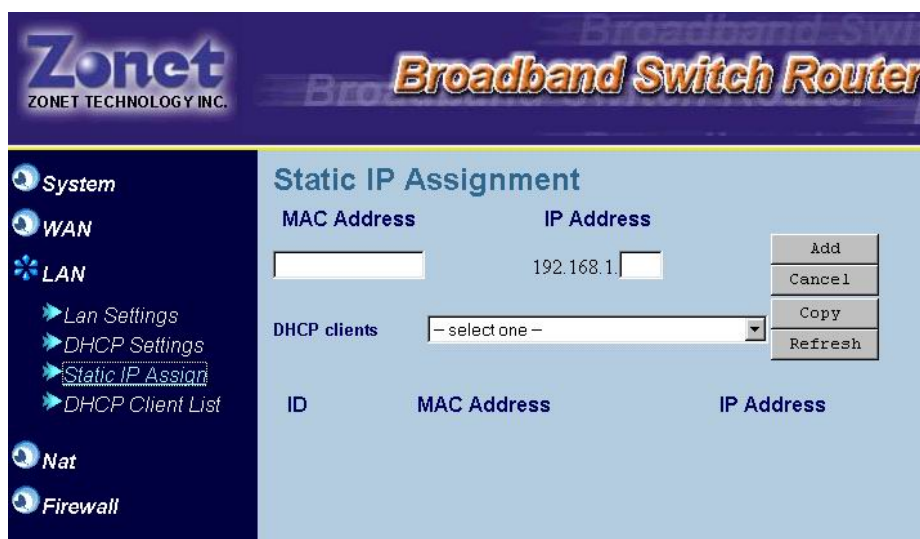 Zonet
ZONET TECHNOLOGY INC.
Broadband Swi
Broadband Switch Router
System
WAN
LAN
Lan Settings
DHCP Settings
Static IP Assign
DHCP Client List
Nat
Firewall
Static IP Assignment
MAC Address IP Address
192.168.1.
Add
Cancel
DHCP clients – select one –
Copy
Refresh
ID MAC Address IP Address